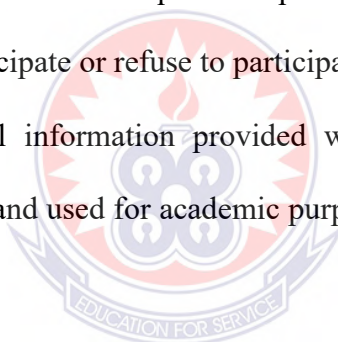 cipate or refuse to participa
l information provided w
and used for academic purp
EDUCATION FOR SERVICE